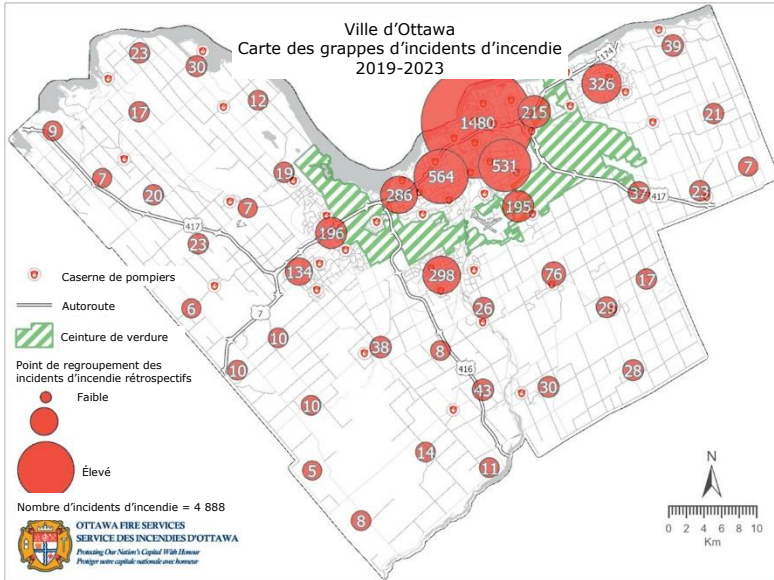 Ville d’Ottawa
Carte des grappes d’incidents d’incendie
2019-2023
174
39
23
30
326
12
17
1480
215
21
9
531
7
19
564
7
20
286
37
417
23
7
195
417
196
23
134
298
76
17
Caserne de pompiers
Autoroute
6
7
26
29
Ceinture de verdure
10
38
8
Point de regroupement des
incidents d’incendie rétrospectifs
10
416
28
Faible
43
30
10
14
11
5
Élevé
N
8
Nombre d’incidents d’incendie = 4 888
OTTAWA FIRE SERVICES
SERVICE DES INCENDIES D’OTTAWA
Protecting Our Nation’s Capital With Honour
Protéger notre capitale nationale avec honneur
0 2 4 6 8 10
Km